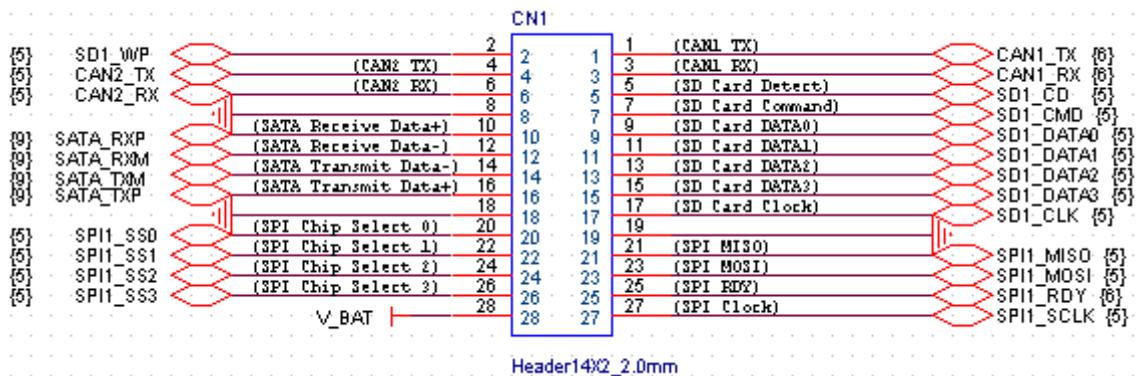 CN1
{5} SD1_WP 2 2 1 1 (CAN1 TX) CAN1_TX {6}
{5} CAN2_TX (CAN2 TX) 4 4 3 3 (CAN1 RX) CAN1_RX {6}
{5} CAN2_RX (CAN2 RX) 6 6 5 5 (SD Card Detect) SD1_CD {5}
8 8 7 7 (SD Card Command) SD1_CMD {5}
{9} SATA_RXP (SATA Receive Data+) 10 10 9 9 (SD Card DATA0) SD1_DATA0 {5}
{9} SATA_RXM (SATA Receive Data-) 12 12 11 11 (SD Card DATA1) SD1_DATA1 {5}
{9} SATA_TXM (SATA Transmit Data-) 14 14 13 13 (SD Card DATA2) SD1_DATA2 {5}
{9} SATA_TXP (SATA Transmit Data+) 16 16 15 15 (SD Card DATA3) SD1_DATA3 {5}
18 18 17 17 (SD Card Clock) SD1_CLK {5}
{5} SPI1_SS0 (SPI Chip Select 0) 20 20 19 19
{5} SPI1_SS1 (SPI Chip Select 1) 22 22 21 21 (SPI MISO) SPI1_MISO {5}
{5} SPI1_SS2 (SPI Chip Select 2) 24 24 23 23 (SPI MOSI) SPI1_MOSI {5}
{5} SPI1_SS3 (SPI Chip Select 3) 26 26 25 25 (SPI RDY) SPI1_RDY {6}
V_BAT 28 28 27 27 (SPI Clock) SPI1_SCLK {5}
Header14X2_2.0mm